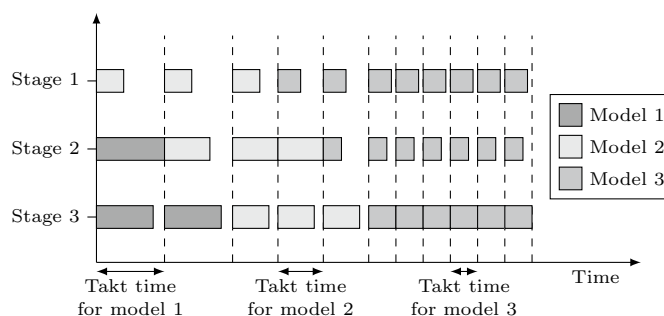 Stage 1
Stage 2
Stage 3
Model 1
Model 2
Model 3
Takt time
for model 1
Takt time
for model 2
Takt time
for model 3
Time